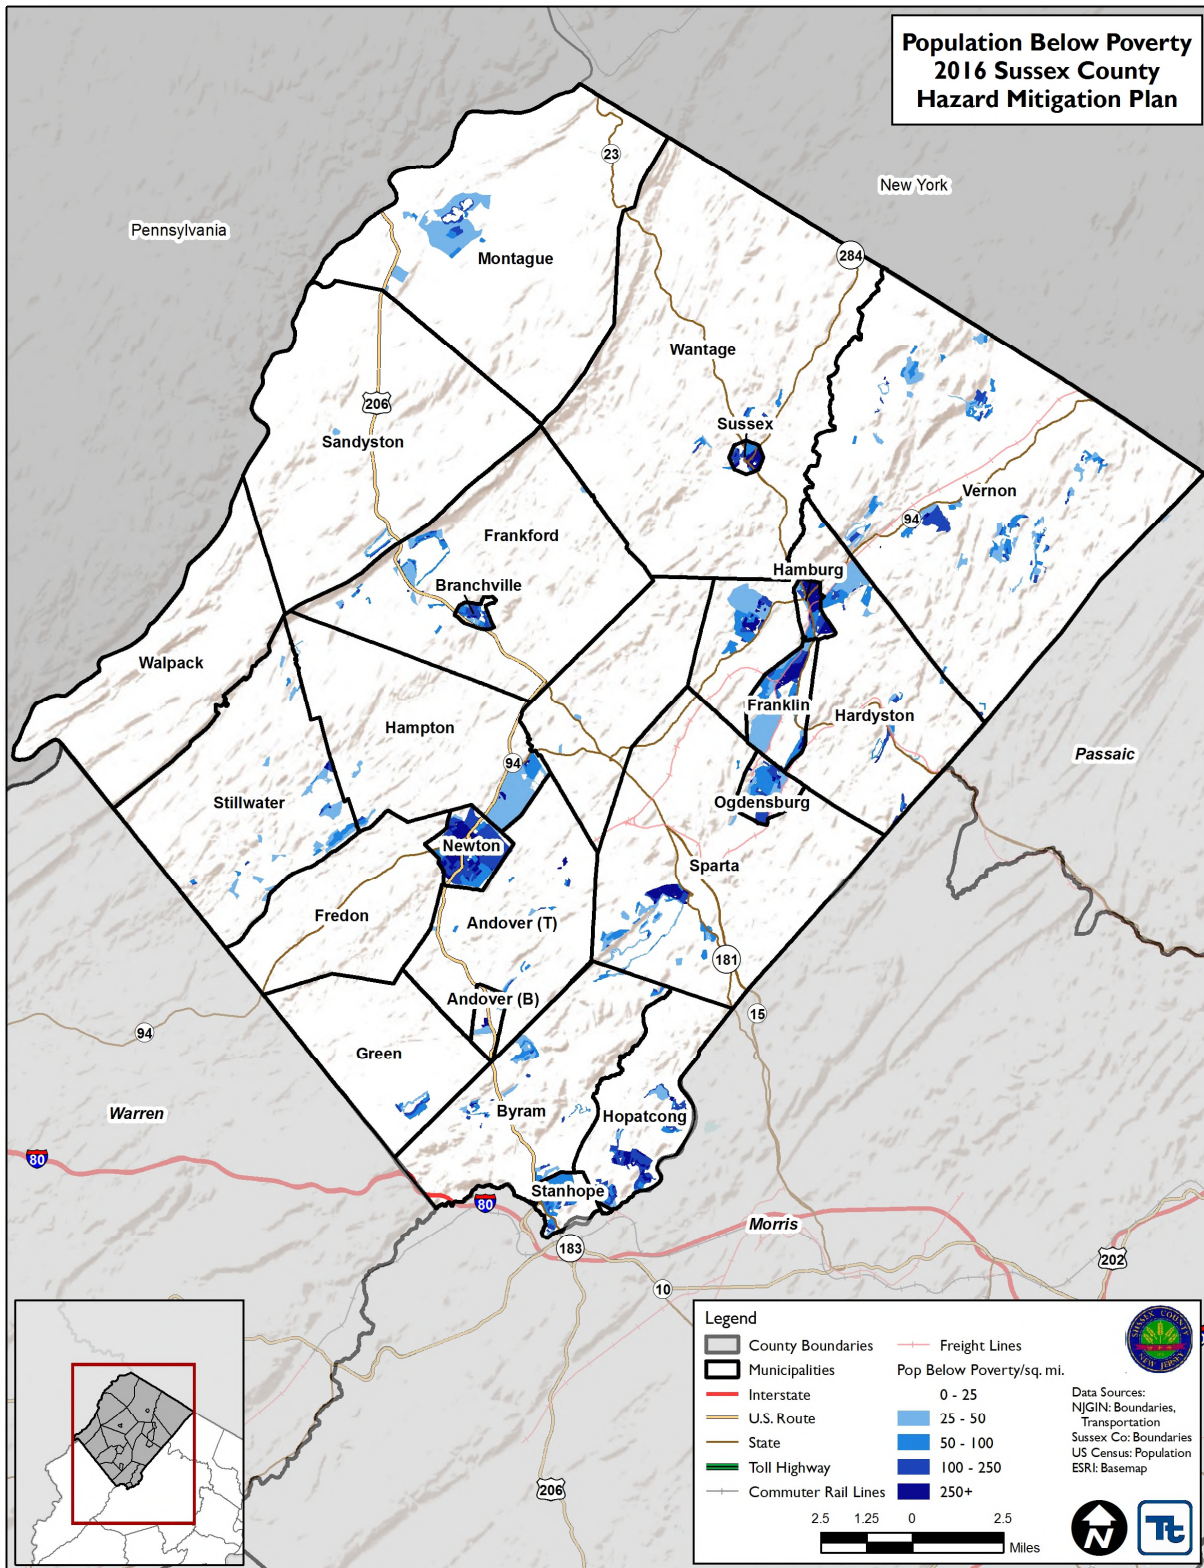 Population Below Poverty
2016 Sussex County
Hazard Mitigation Plan
New York
Pennsylvania
23
284
Montague
Wantage
206
Sussex
Sandyston
Vernon
94
Frankford
Hamburg
Branchville
Walpack
Franklin
Hardyston
Hampton
Passaic
94
Stillwater
Ogdensburg
Newton
Sparta
Fredon
Andover (T)
181
Andover (B)
15
94
Green
Warren
Byram
Hopatcong
80
Stanhope
80
Morris
183
202
10
206
Legend
County Boundaries
Municipalities
Interstate
U.S. Route
State
Toll Highway
Commuter Rail Lines
Freight Lines
Pop Below Poverty/sq. mi.
0 - 25
25 - 50
50 - 100
100 - 250
250+
SUSSEX COUNTY
NEW JERSEY
Data Sources:
NJGIN: Boundaries,
Transportation
Sussex Co: Boundaries
US Census: Population
ESRI: Basemap
2.5 1.25 0 2.5
Miles
N
Tt